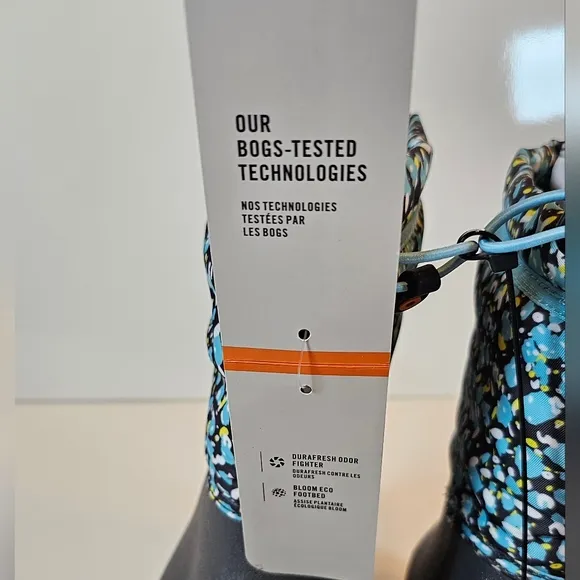 OUR
BOGS-TESTED
TECHNOLOGIES
NOS TECHNOLOGIES
TESTÉES PAR
LES BOGS
DURAFRESH ODOR
FIGHTER
DURAFRESH CONTRE LES
ODEURS
BLOOM ECO
FOOTBED
ASSISE PLANTAIRE
ÉCOLOGIQUE BLOOM